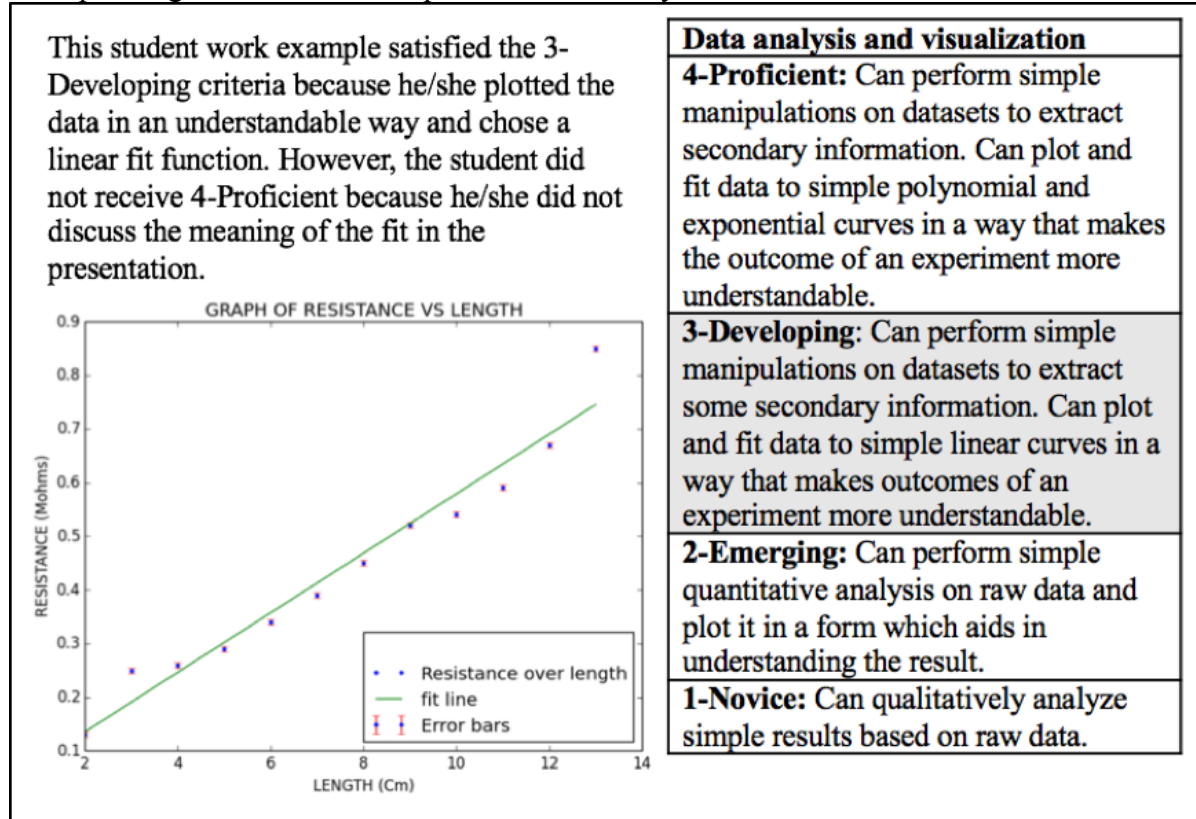 This student work example satisfied the 3-
Developing criteria because he/she plotted the
data in an understandable way and chose a
linear fit function. However, the student did
not receive 4-Proficient because he/she did not
discuss the meaning of the fit in the
presentation.
GRAPH OF RESISTANCE VS LENGTH
0.9
0.8
0.7
0.6
0.5
0.4
0.3
0.2
0.1
RESISTANCE (Mohms)
Resistance over length
fit line
Error bars
2 4 6 8 10 12 14
LENGTH (Cm)
Data analysis and visualization
4-Proficient: Can perform simple
manipulations on datasets to extract
secondary information. Can plot and
fit data to simple polynomial and
exponential curves in a way that makes
the outcome of an experiment more
understandable.
3-Developing: Can perform simple
manipulations on datasets to extract
some secondary information. Can plot
and fit data to simple linear curves in a
way that makes outcomes of an
experiment more understandable.
2-Emerging: Can perform simple
quantitative analysis on raw data and
plot it in a form which aids in
understanding the result.
1-Novice: Can qualitatively analyze
simple results based on raw data.